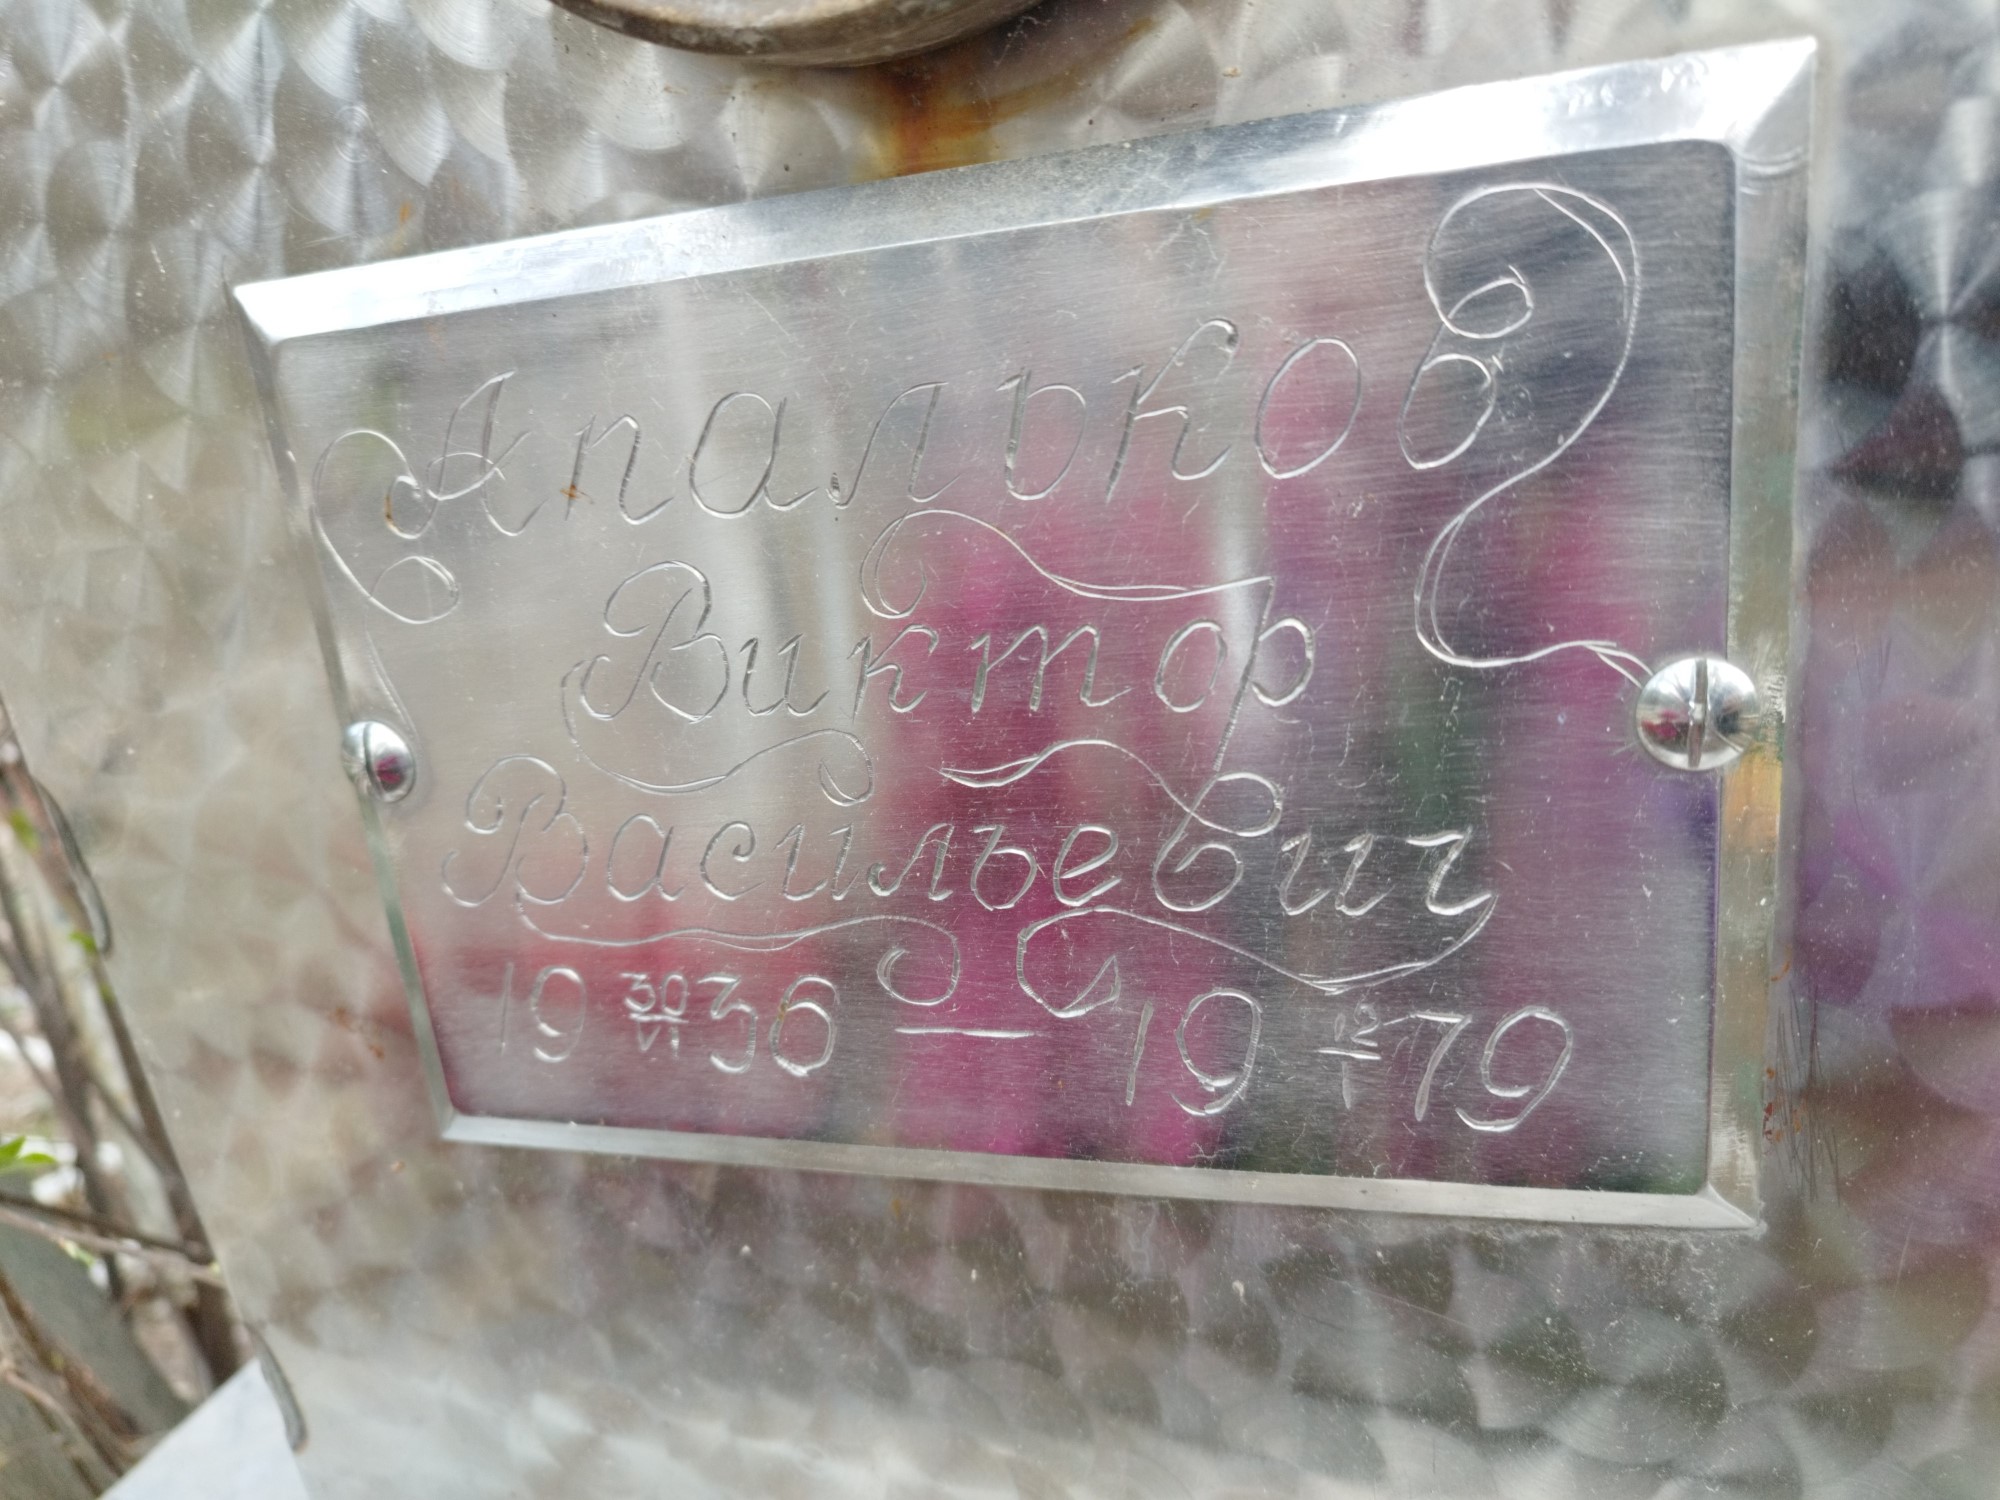 Апальков
Виктор
Васильевич
19 30/VI 36 — 19 12/I 79